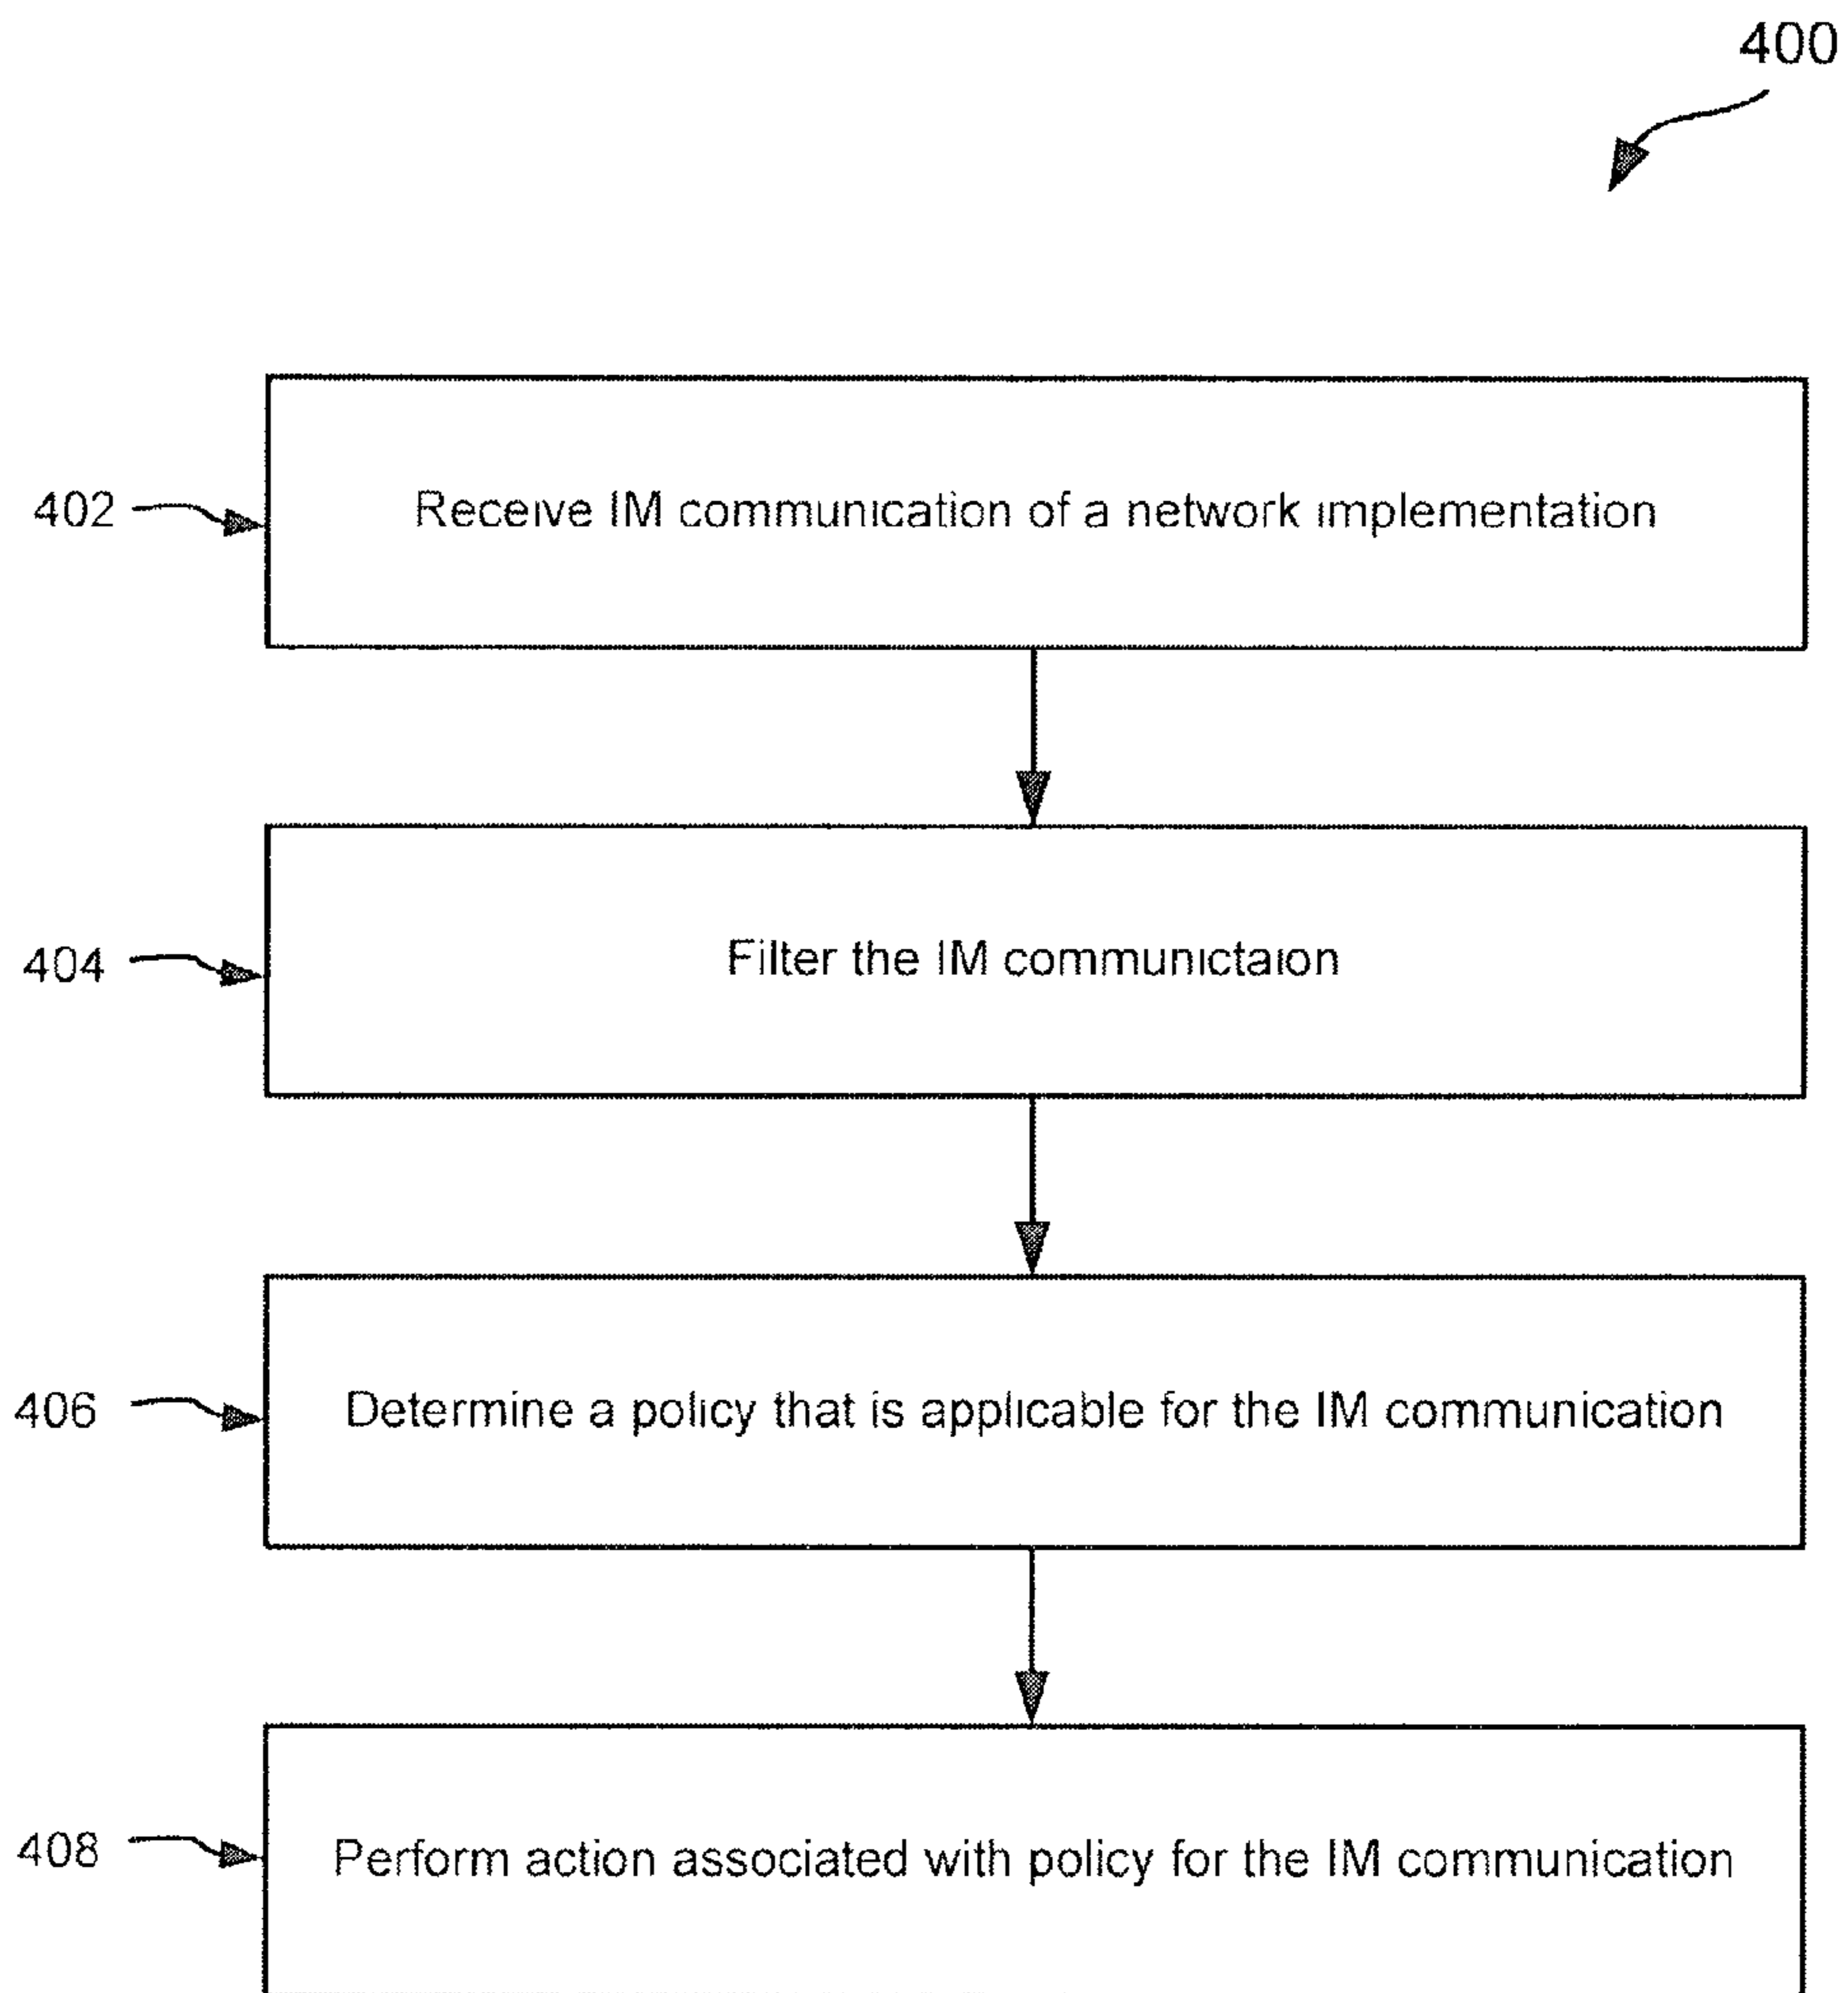 400
402
Receive IM communication of a network implementation
404
Filter the IM communictaion
406
Determine a policy that is applicable for the IM communication
408
Perform action associated with policy for the IM communication